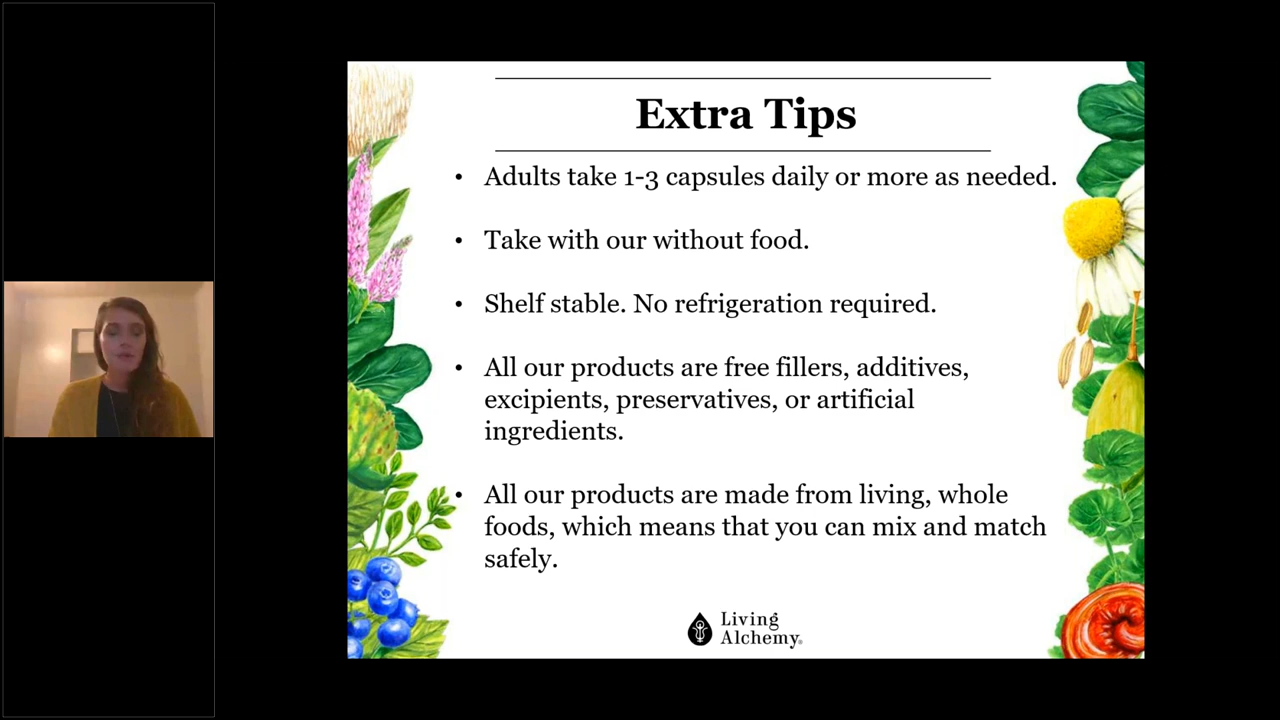 Extra Tips
• Adults take 1-3 capsules daily or more as needed.
• Take with our without food.
• Shelf stable. No refrigeration required.
• All our products are free fillers, additives,
excipients, preservatives, or artificial
ingredients.
• All our products are made from living, whole
foods, which means that you can mix and match
safely.
Living
Alchemy®